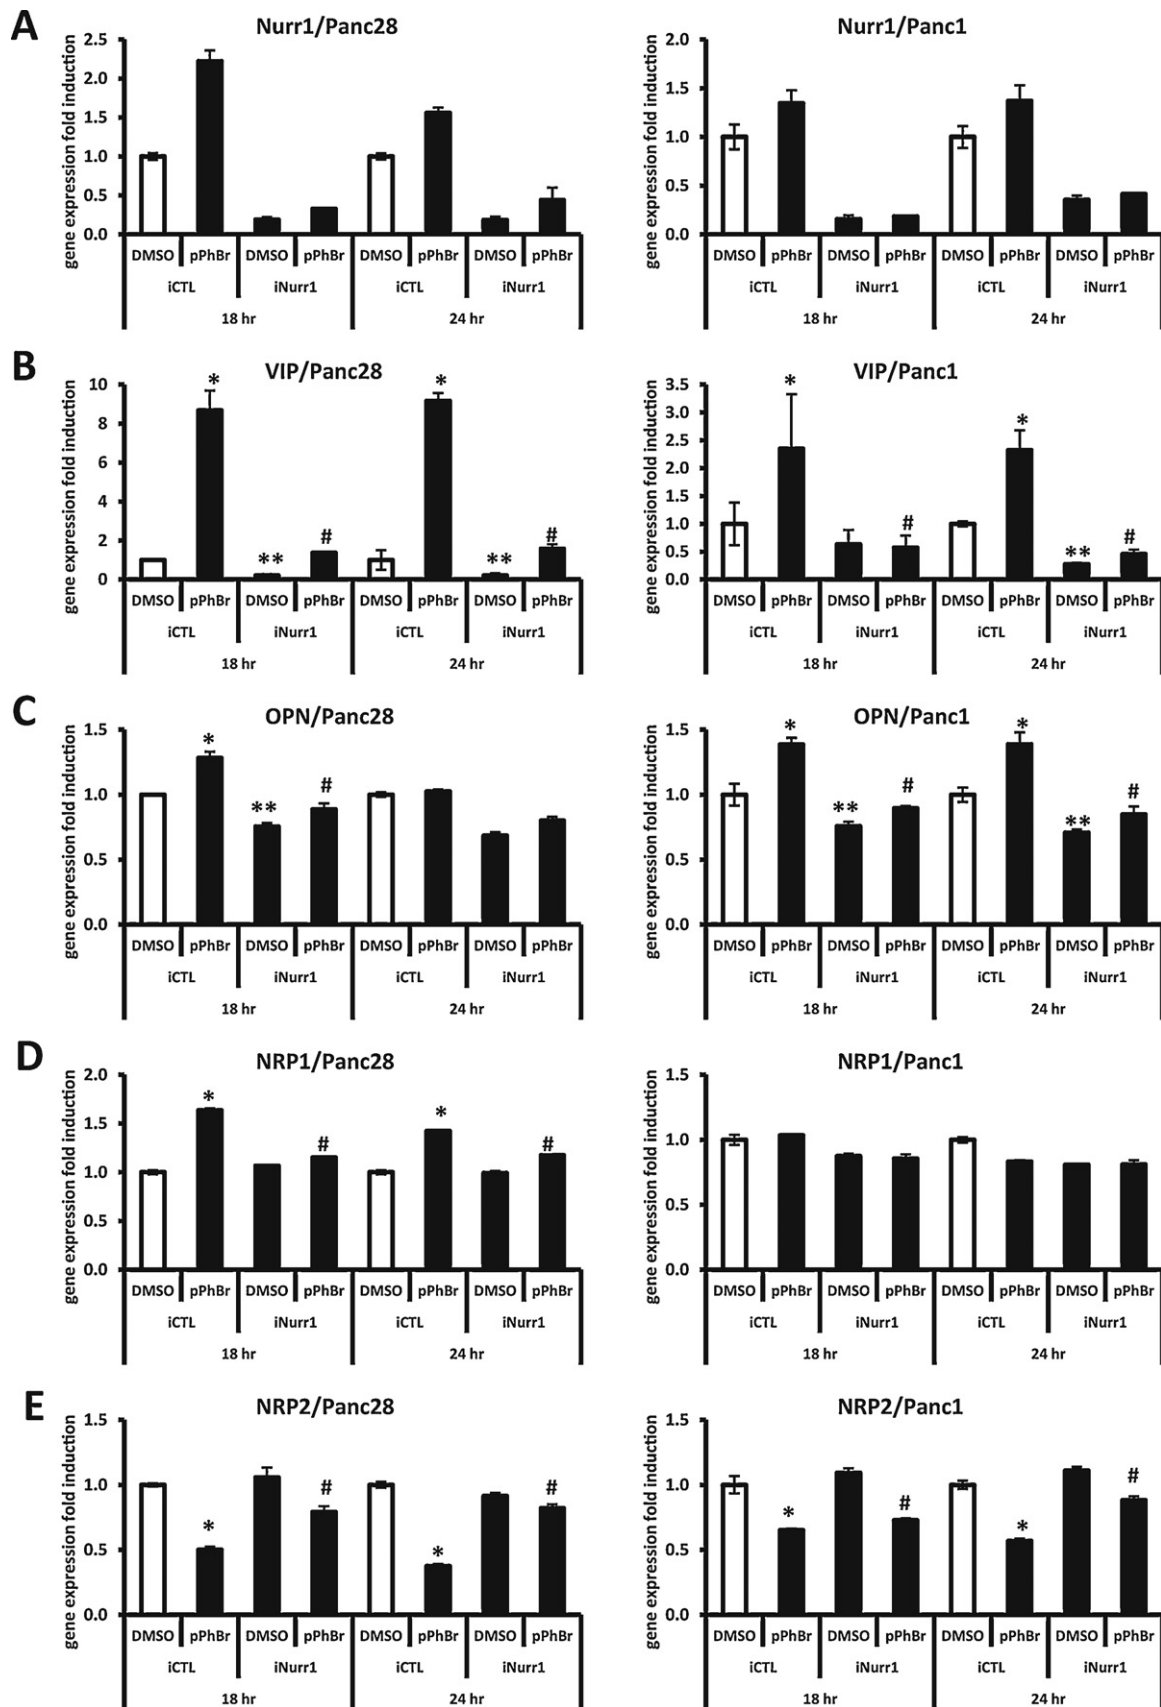 A
Nurr1/Panc28
gene expression fold induction
2.5
2.0
1.5
1.0
0.5
0.0
DMSO pPhBr DMSO pPhBr DMSO pPhBr DMSO pPhBr
iCTL iNurr1 iCTL iNurr1
18 hr 24 hr
Nurr1/Panc1
gene expression fold induction
2.0
1.5
1.0
0.5
0.0
DMSO pPhBr DMSO pPhBr DMSO pPhBr DMSO pPhBr
iCTL iNurr1 iCTL iNurr1
18 hr 24 hr
B
VIP/Panc28
gene expression fold induction
10
8
6
4
2
0
* ** # * ** #
DMSO pPhBr DMSO pPhBr DMSO pPhBr DMSO pPhBr
iCTL iNurr1 iCTL iNurr1
18 hr 24 hr
VIP/Panc1
gene expression fold induction
3.5
3.0
2.5
2.0
1.5
1.0
0.5
0.0
* # * ** #
DMSO pPhBr DMSO pPhBr DMSO pPhBr DMSO pPhBr
iCTL iNurr1 iCTL iNurr1
18 hr 24 hr
C
OPN/Panc28
gene expression fold induction
1.5
1.0
0.5
0.0
* ** #
DMSO pPhBr DMSO pPhBr DMSO pPhBr DMSO pPhBr
iCTL iNurr1 iCTL iNurr1
18 hr 24 hr
OPN/Panc1
gene expression fold induction
1.5
1.0
0.5
0.0
* ** # * ** #
DMSO pPhBr DMSO pPhBr DMSO pPhBr DMSO pPhBr
iCTL iNurr1 iCTL iNurr1
18 hr 24 hr
D
NRP1/Panc28
gene expression fold induction
2.0
1.5
1.0
0.5
0.0
* # * #
DMSO pPhBr DMSO pPhBr DMSO pPhBr DMSO pPhBr
iCTL iNurr1 iCTL iNurr1
18 hr 24 hr
NRP1/Panc1
gene expression fold induction
1.5
1.0
0.5
0.0
DMSO pPhBr DMSO pPhBr DMSO pPhBr DMSO pPhBr
iCTL iNurr1 iCTL iNurr1
18 hr 24 hr
E
NRP2/Panc28
gene expression fold induction
1.5
1.0
0.5
0.0
* # * #
DMSO pPhBr DMSO pPhBr DMSO pPhBr DMSO pPhBr
iCTL iNurr1 iCTL iNurr1
18 hr 24 hr
NRP2/Panc1
gene expression fold induction
1.5
1.0
0.5
0.0
* # * #
DMSO pPhBr DMSO pPhBr DMSO pPhBr DMSO pPhBr
iCTL iNurr1 iCTL iNurr1
18 hr 24 hr